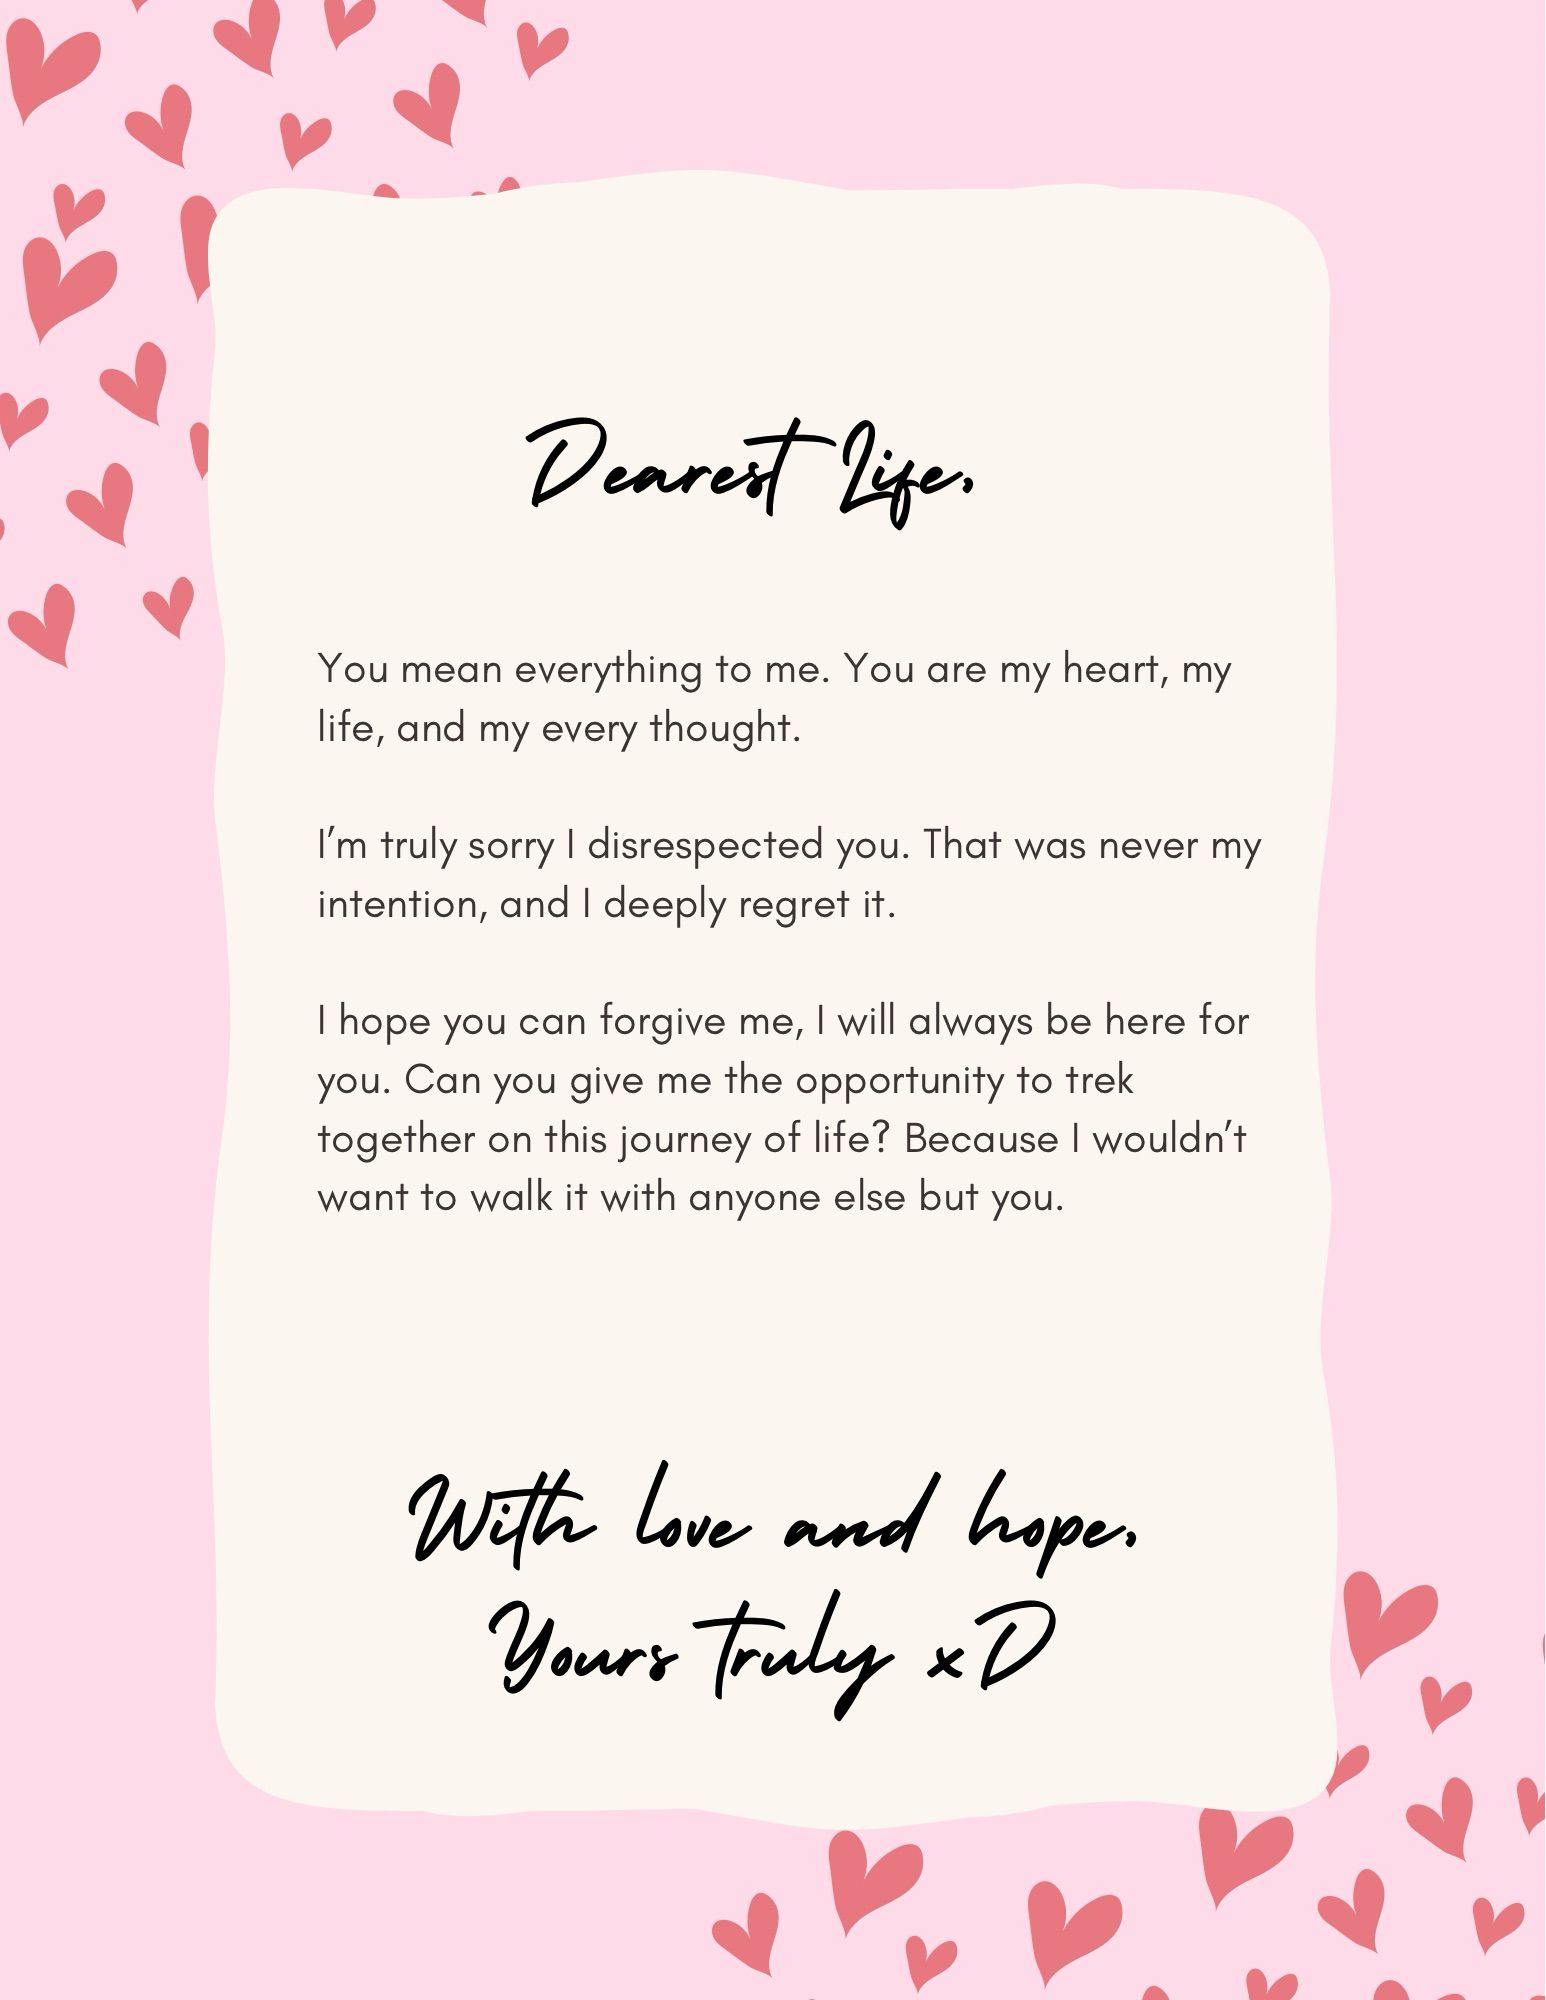 Dearest Life,
You mean everything to me. You are my heart, my
life, and my every thought.
I'm truly sorry I disrespected you. That was never my
intention, and I deeply regret it.
I hope you can forgive me, I will always be here for
you. Can you give me the opportunity to trek
together on this journey of life? Because I wouldn't
want to walk it with anyone else but you.
With love and hope,
Yours truly xD